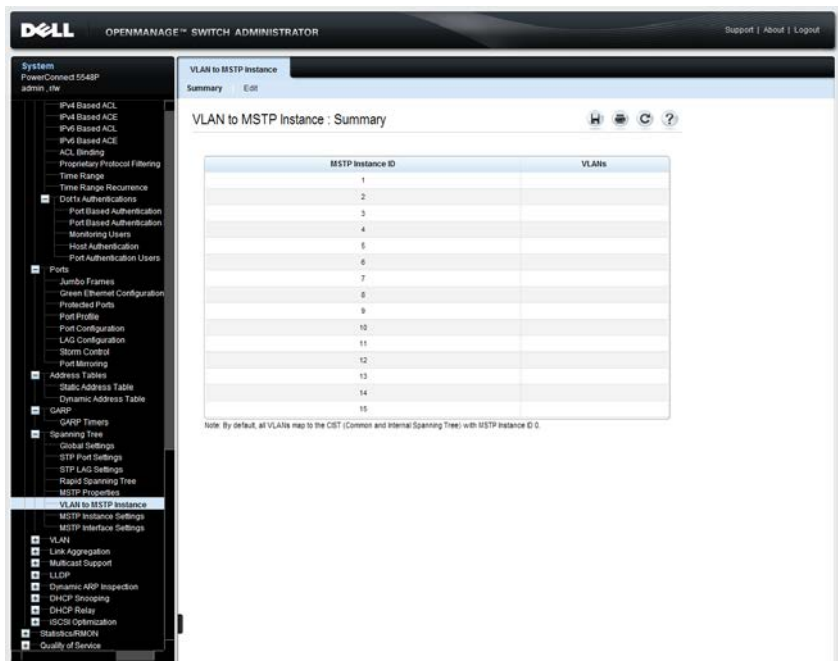 DELL
OPENMANAGE™ SWITCH ADMINISTRATOR
Support | About | Logout
System
PowerConnect 5548P
admin , r/w
IPv4 Based ACL
IPv4 Based ACE
IPv6 Based ACL
IPv6 Based ACE
ACL Binding
Proprietary Protocol Filtering
Time Range
Time Range Recurrence
Dot1x Authentications
Port Based Authentication
Port Based Authentication
Monitoring Users
Host Authentication
Port Authentication Users
Ports
Jumbo Frames
Green Ethernet Configuration
Protected Ports
Port Profile
Port Configuration
LAG Configuration
Storm Control
Port Mirroring
Address Tables
Static Address Table
Dynamic Address Table
GARP
GARP Timers
Spanning Tree
Global Settings
STP Port Settings
STP LAG Settings
Rapid Spanning Tree
MSTP Properties
VLAN to MSTP Instance
MSTP Instance Settings
MSTP Interface Settings
VLAN
Link Aggregation
Multicast Support
LLDP
Dynamic ARP Inspection
DHCP Snooping
DHCP Relay
iSCSI Optimization
Statistics/RMON
Quality of Service
VLAN to MSTP Instance
Summary Edit
VLAN to MSTP Instance : Summary
MSTP Instance ID VLANs
1
2
3
4
5
6
7
8
9
10
11
12
13
14
15
Note: By default, all VLANs map to the CIST (Common and Internal Spanning Tree) with MSTP Instance ID 0.